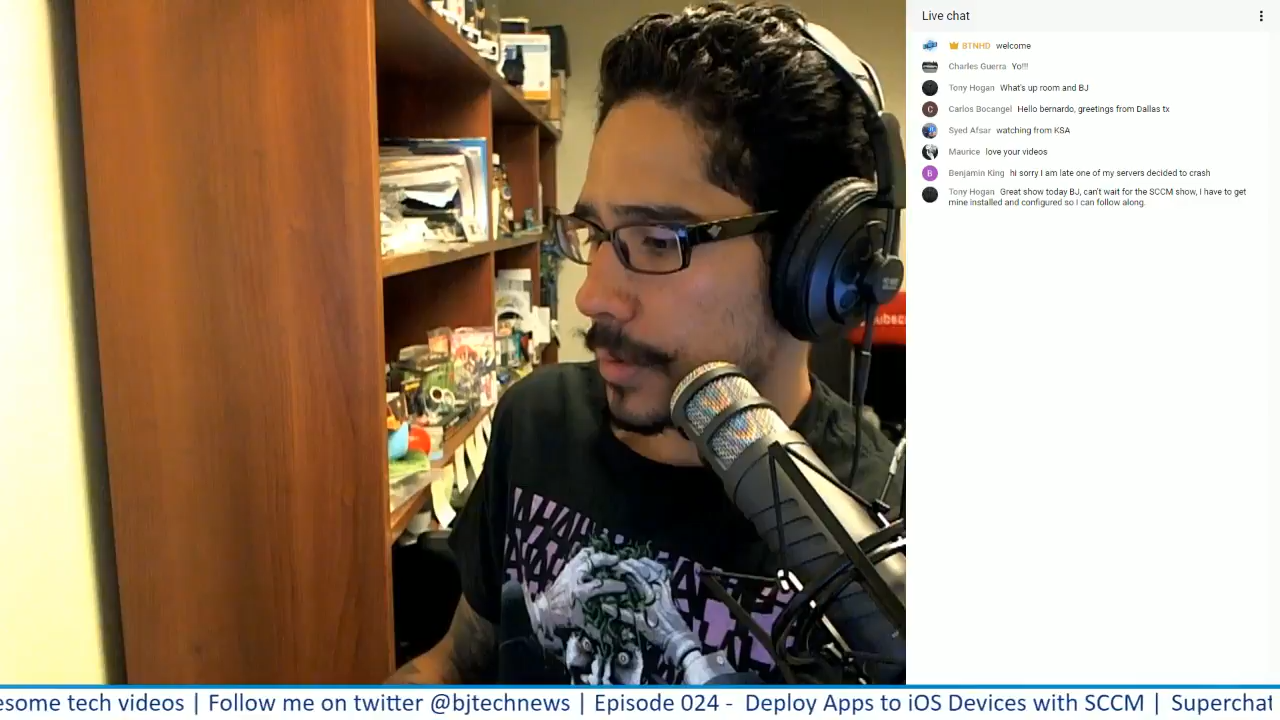 Live chat
BTNHD welcome
Charles Guerra Yo!!!
Tony Hogan What's up room and BJ
Carlos Bocangel Hello bernardo, greetings from Dallas tx
Syed Afsar watching from KSA
Maurice love your videos
Benjamin King hi sorry I am late one of my servers decided to crash
Tony Hogan Great show today BJ, can't wait for the SCCM show, I have to get
mine installed and configured so I can follow along.
esome tech videos | Follow me on twitter @bjtechnews | Episode 024 - Deploy Apps to iOS Devices with SCCM | Superchat